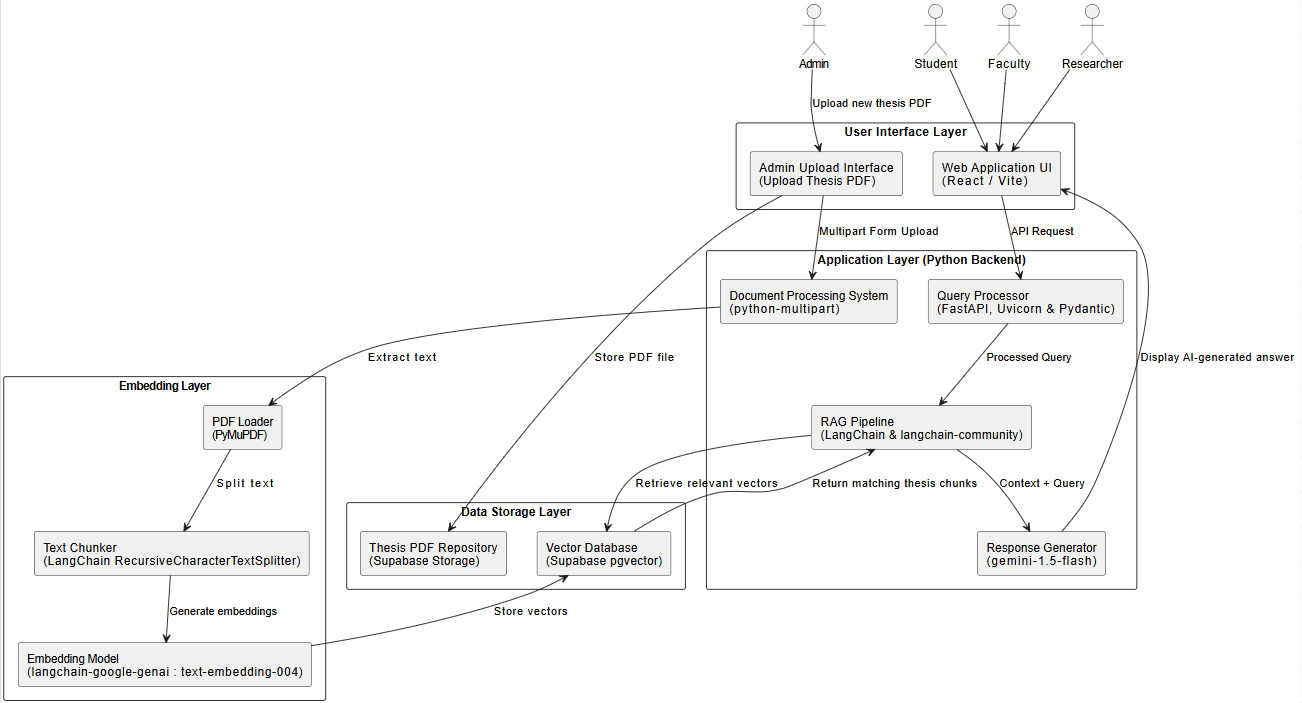 Admin
Student
Faculty
Researcher
Upload new thesis PDF
User Interface Layer
Admin Upload Interface
(Upload Thesis PDF)
Web Application UI
(React / Vite)
Multipart Form Upload
API Request
Application Layer (Python Backend)
Document Processing System
(python-multipart)
Query Processor
(FastAPI, Uvicorn & Pydantic)
Extract text
Store PDF file
Processed Query
Display AI-generated answer
Embedding Layer
PDF Loader
(PyMuPDF)
RAG Pipeline
(LangChain & langchain-community)
Split text
Retrieve relevant vectors
Return matching thesis chunks
Context + Query
Data Storage Layer
Text Chunker
(LangChain RecursiveCharacterTextSplitter)
Thesis PDF Repository
(Supabase Storage)
Vector Database
(Supabase pgvector)
Response Generator
(gemini-1.5-flash)
Generate embeddings
Store vectors
Embedding Model
(langchain-google-genai : text-embedding-004)